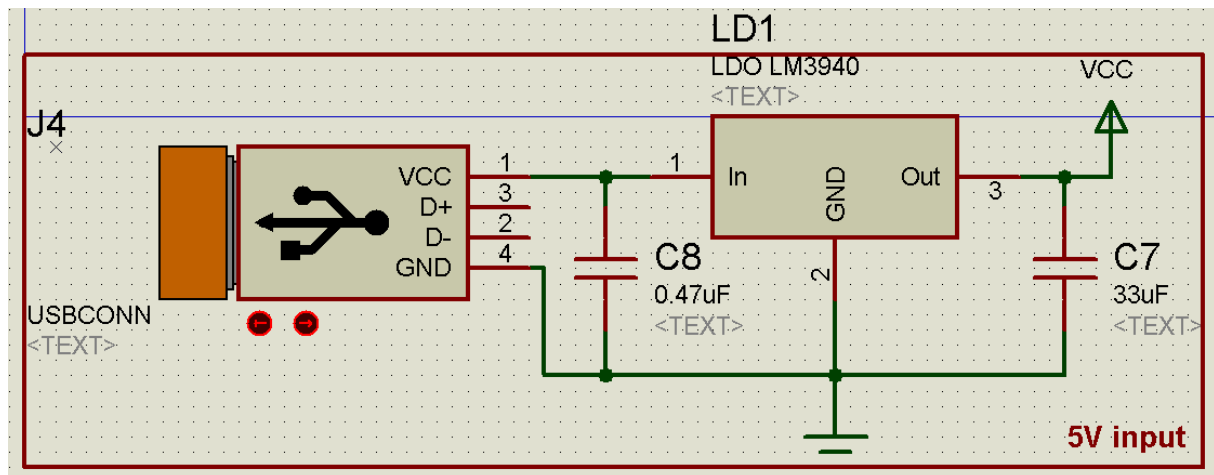 LD1
LDO LM3940
<TEXT>
VCC
J4
VCC 1 1 In GND Out 3
D+ 3
D- 2
GND 4
2
C8
0.47uF
<TEXT>
C7
33uF
<TEXT>
USBCONN
<TEXT>
5V input